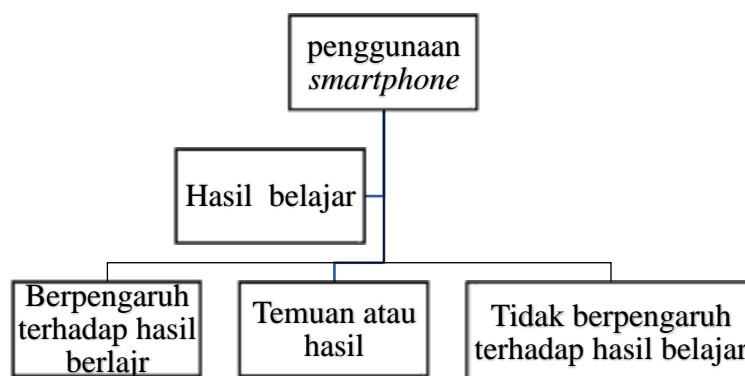 penggunaan
smartphone
Hasil belajar
Berpengaruh
terhadap hasil
berlajr
Temuan atau
hasil
Tidak berpengaruh
terhadap hasil belajar